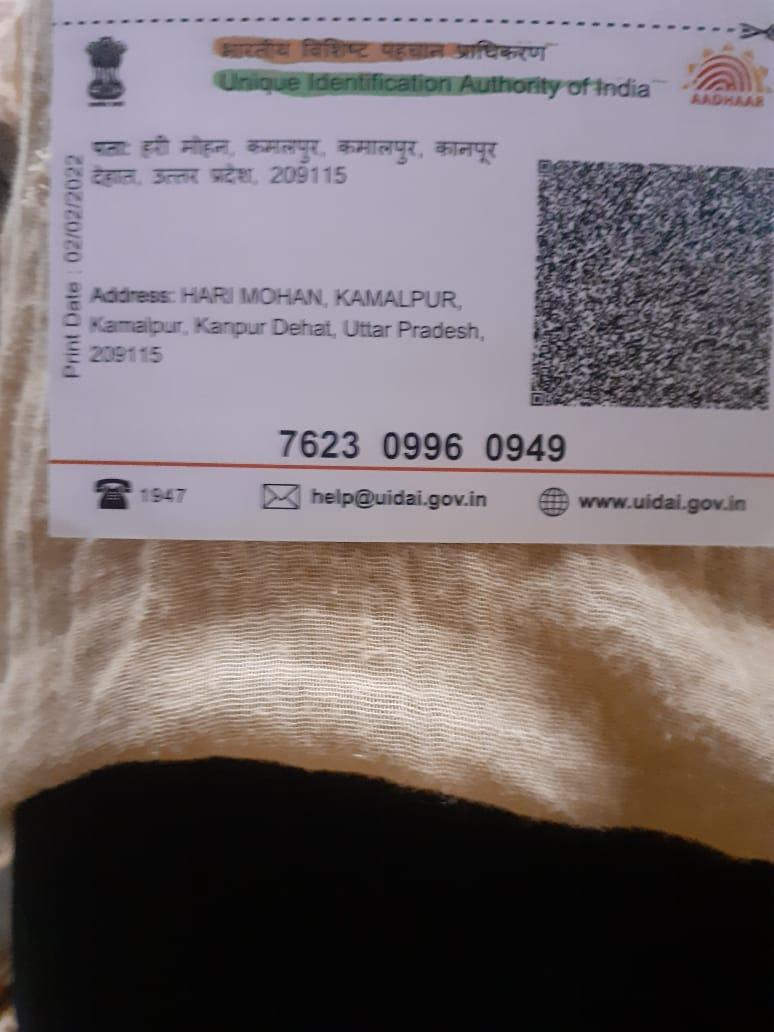 भारतीय विशिष्ट पहचान प्राधिकरण
Unique Identification Authority of India
AADHAAR
पता: हरी मोहन, कमलपुर, कमालपुर, कानपूर
देहात, उत्तर प्रदेश, 209115
Print Date : 02/02/2022
Address: HARI MOHAN, KAMALPUR,
Kamalpur, Kanpur Dehat, Uttar Pradesh,
209115
7623 0996 0949
1947
help@uidai.gov.in
www.uidai.gov.in